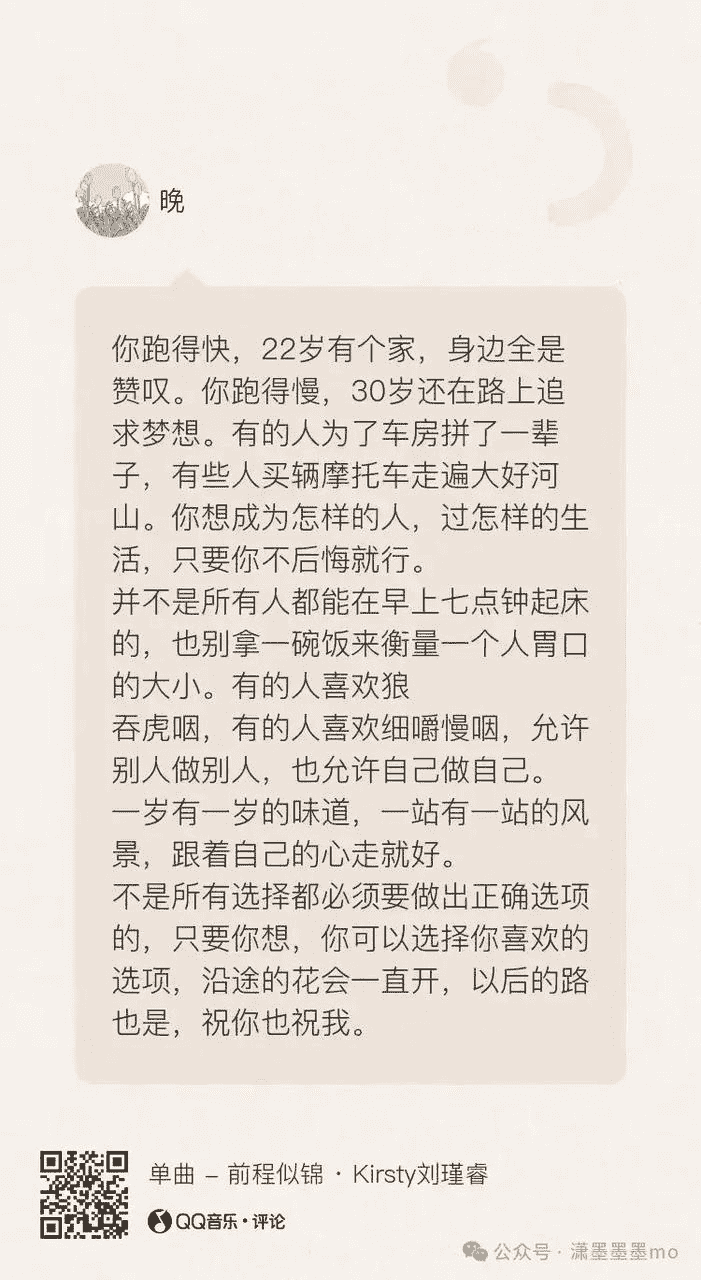 晚
你跑得快，22岁有个家，身边全是
赞叹。你跑得慢，30岁还在路上追
求梦想。有的人为了车房拼了一辈
子，有些人买辆摩托车走遍大好河
山。你想成为怎样的人，过怎样的生
活，只要你不后悔就行。
并不是所有人都能在早上七点钟起床
的，也别拿一碗饭来衡量一个人胃口
的大小。有的人喜欢狼
吞虎咽，有的人喜欢细嚼慢咽，允许
别人做别人，也允许自己做自己。
一岁有一岁的味道，一站有一站的风
景，跟着自己的心走就好。
不是所有选择都必须要做出正确选项
的，只要你想，你可以选择你喜欢的
选项，沿途的花会一直开，以后的路
也是，祝你也祝我。
单曲 – 前程似锦 · Kirsty刘瑾睿
QQ音乐·评论
公众号 · 潇墨墨墨mo